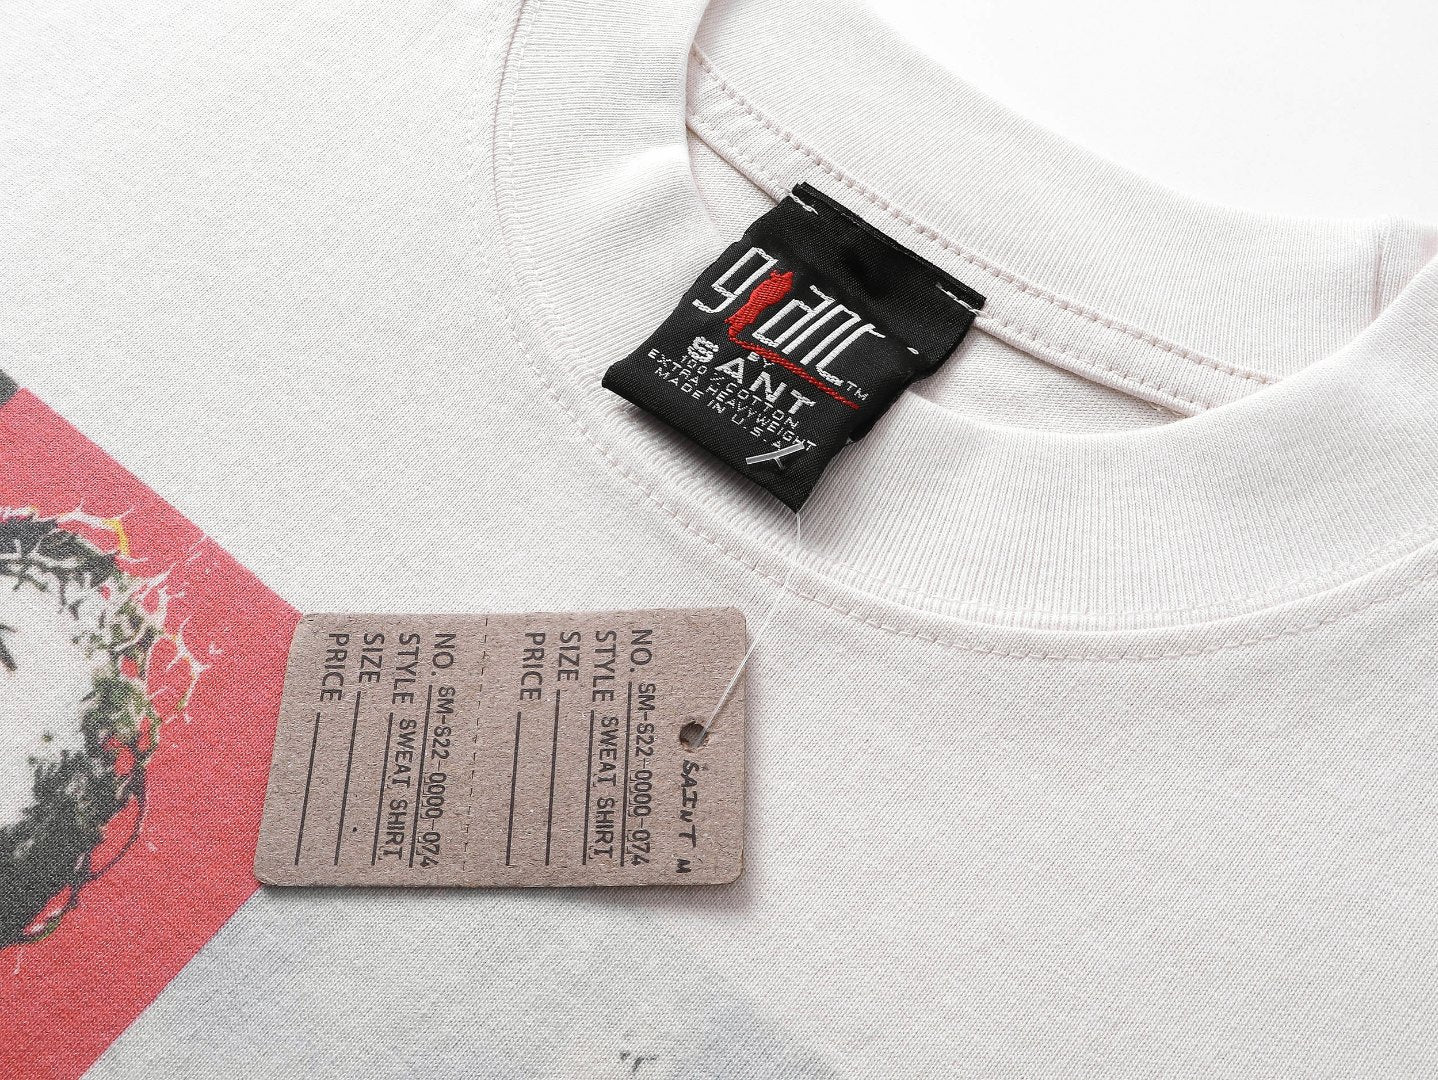 giant TM
BY
SANT
100% COTTON
EXTRA HEAVYWEIGHT
MADE IN U.S.A
SAINT M
NO. SM-S22-0000-074
STYLE SWEAT SHIRT
SIZE
PRICE
NO. SM-S22-0000-074
STYLE SWEAT SHIRT
SIZE
PRICE